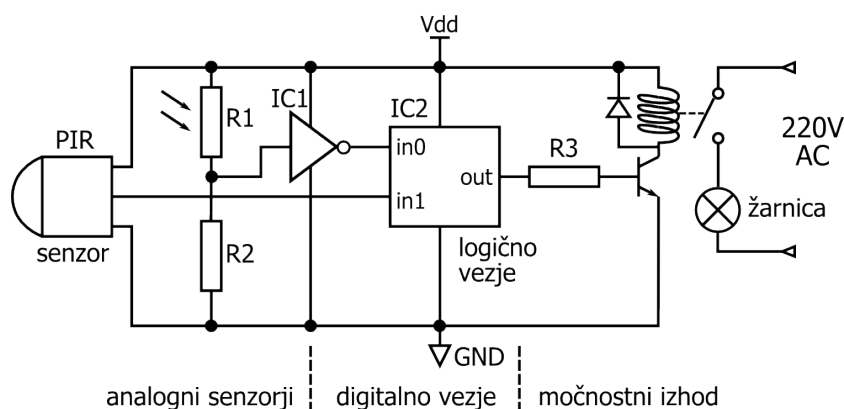 Vdd
PIR
senzor
R1
R2
IC1
IC2
in0
in1
out
logično
vezje
R3
220V
AC
žarnica
GND
analogni senzorji
digitalno vezje
močnostni izhod